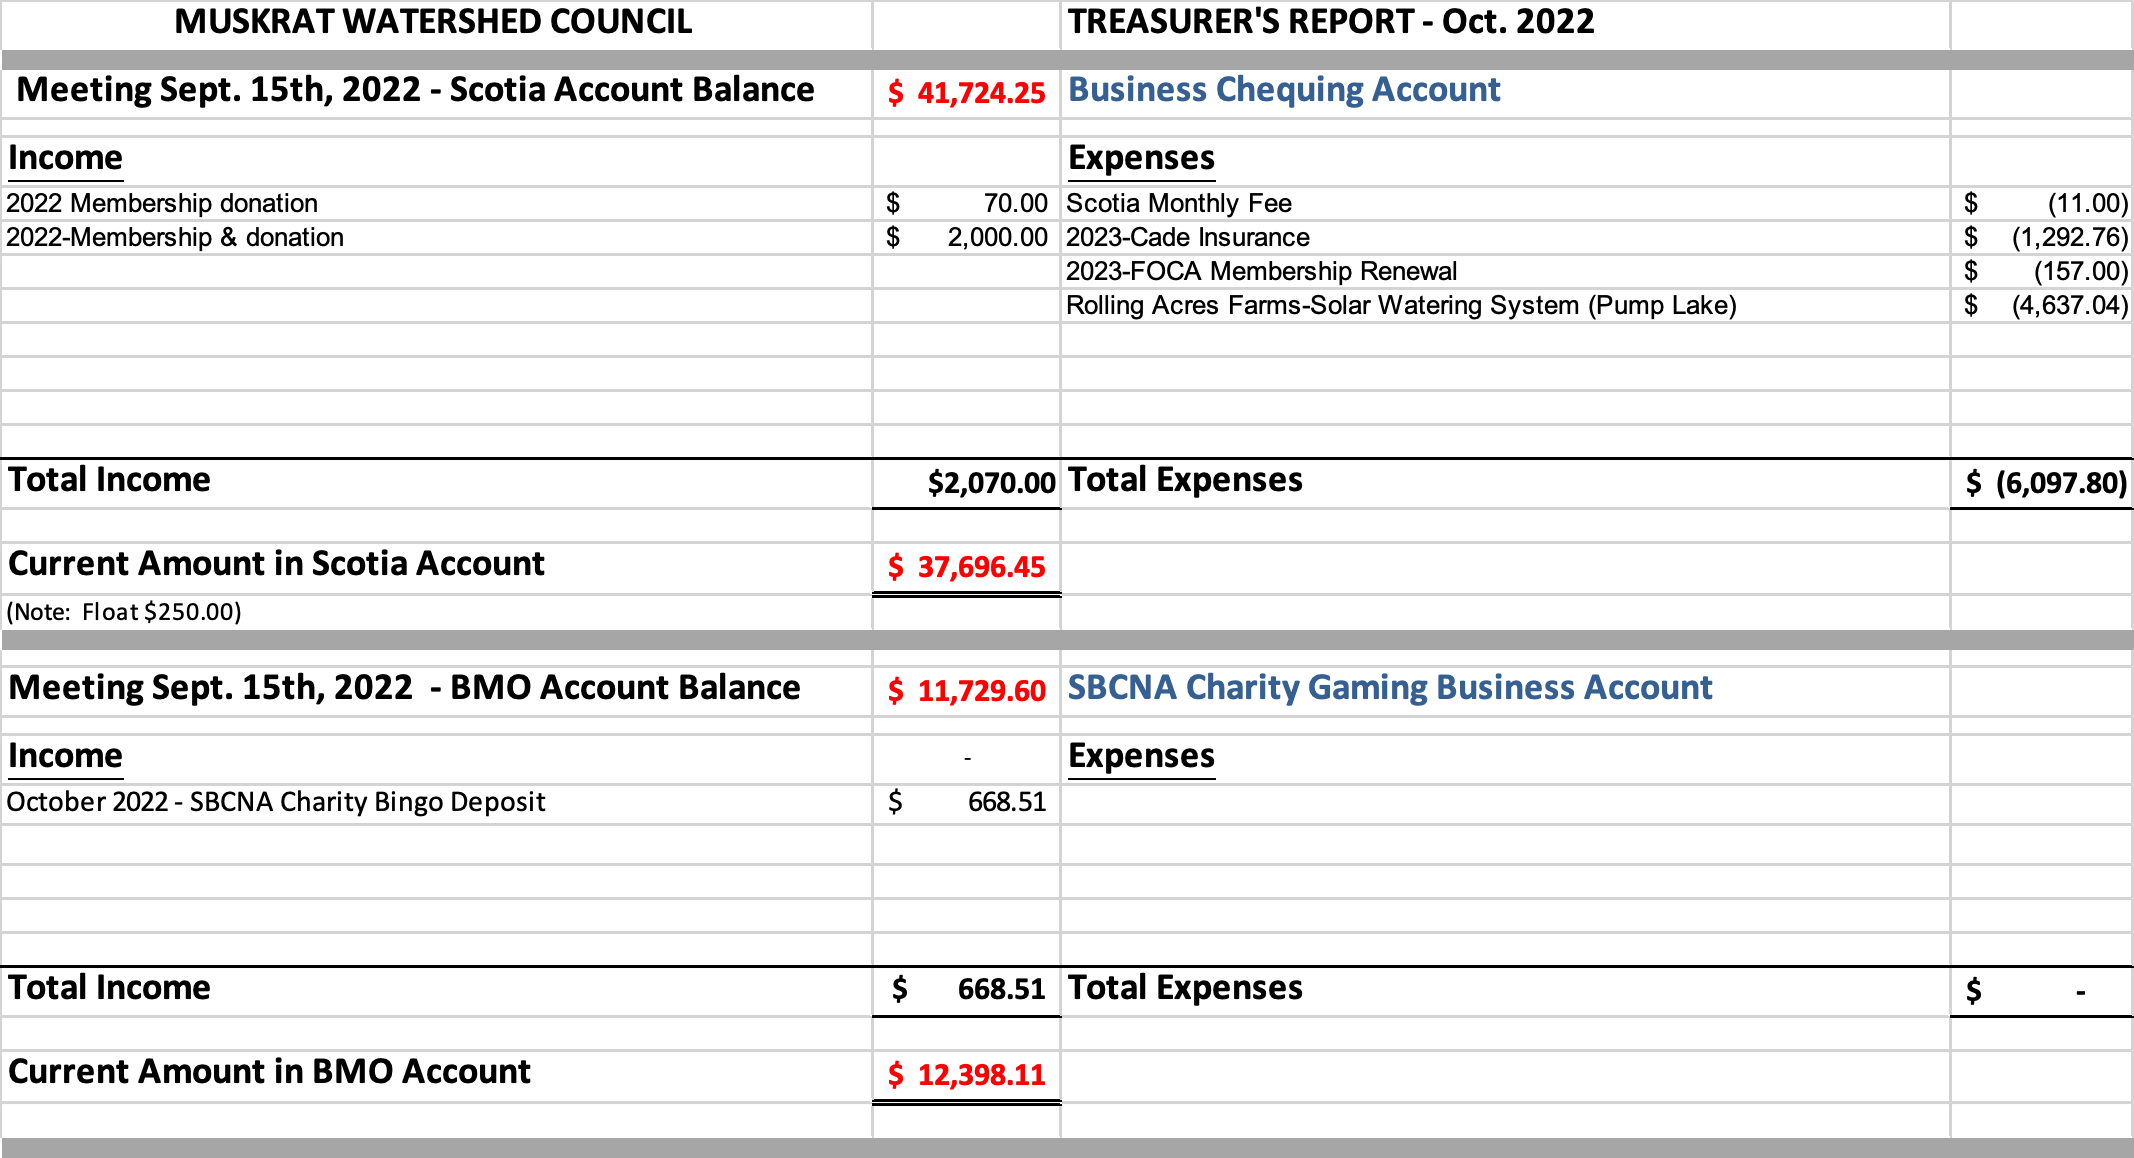 MUSKRAT WATERSHED COUNCIL TREASURER'S REPORT - Oct. 2022
Meeting Sept. 15th, 2022 - Scotia Account Balance $ 41,724.25 Business Chequing Account
Income Expenses
2022 Membership donation $ 70.00 Scotia Monthly Fee $ (11.00)
2022-Membership & donation $ 2,000.00 2023-Cade Insurance $ (1,292.76)
2023-FOCA Membership Renewal $ (157.00)
Rolling Acres Farms-Solar Watering System (Pump Lake) $ (4,637.04)
Total Income $2,070.00 Total Expenses $ (6,097.80)
Current Amount in Scotia Account $ 37,696.45
(Note: Float $250.00)
Meeting Sept. 15th, 2022 - BMO Account Balance $ 11,729.60 SBCNA Charity Gaming Business Account
Income - Expenses
October 2022 - SBCNA Charity Bingo Deposit $ 668.51
Total Income $ 668.51 Total Expenses $ -
Current Amount in BMO Account $ 12,398.11